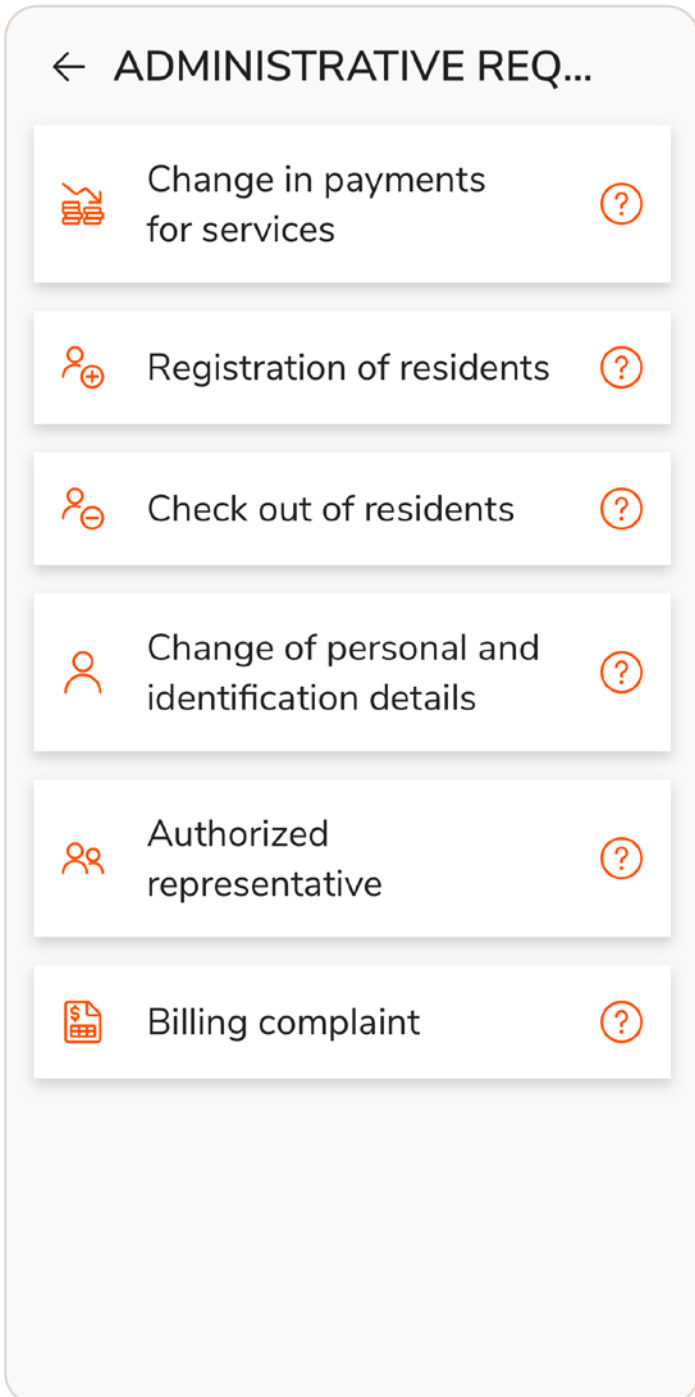 ADMINISTRATIVE REQ...
Change in payments
for services
Registration of residents
Check out of residents
Change of personal and
identification details
Authorized
representative
Billing complaint